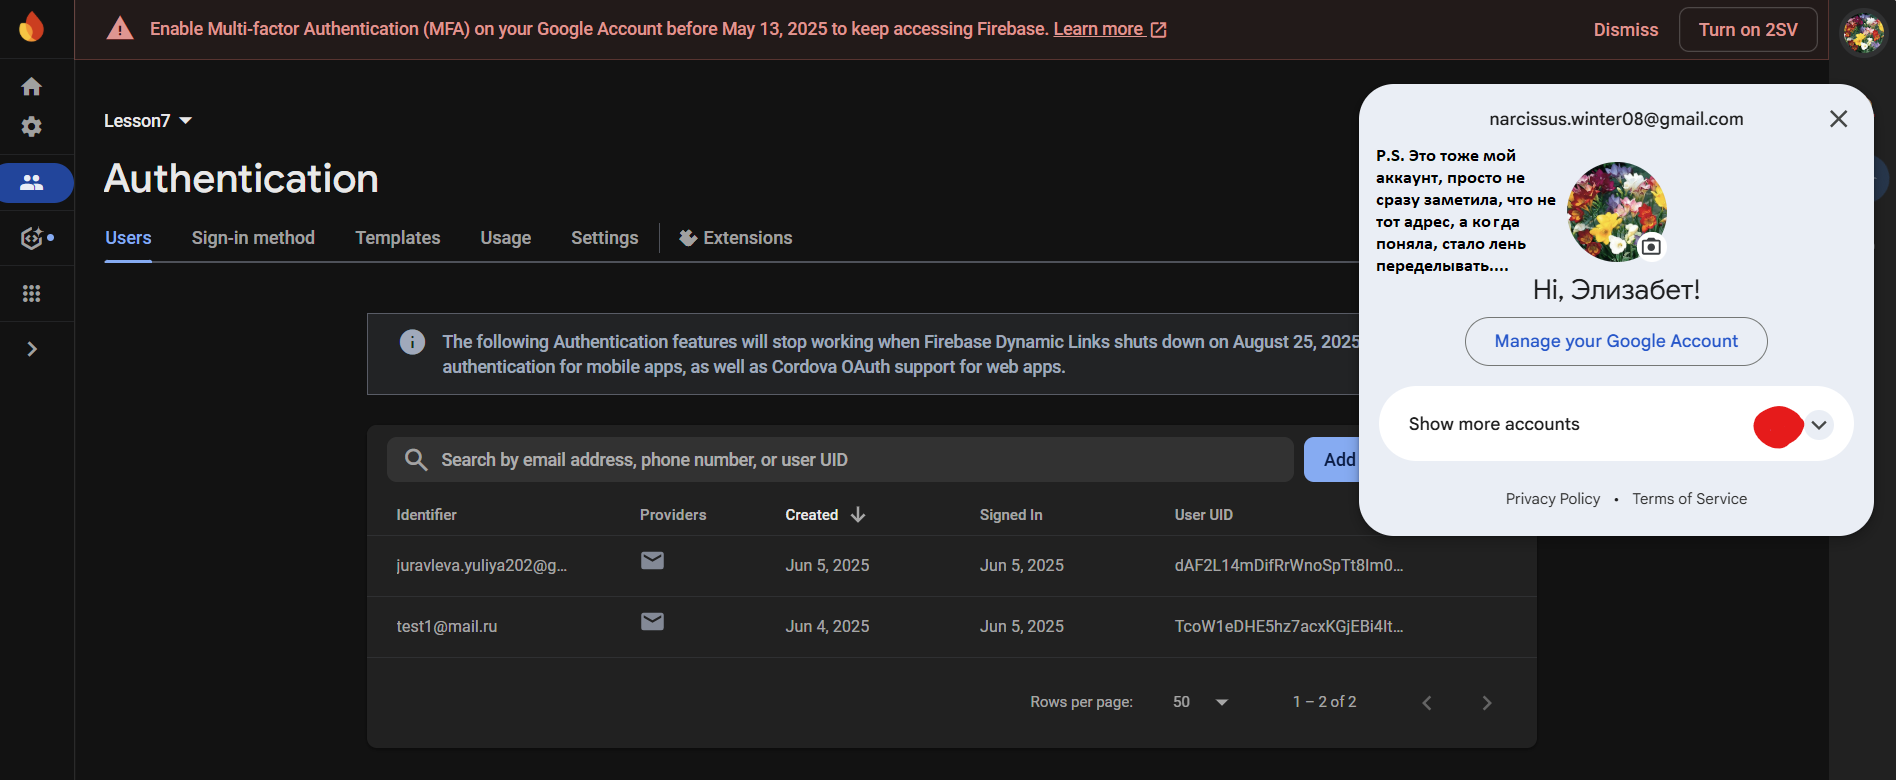 Enable Multi-factor Authentication (MFA) on your Google Account before May 13, 2025 to keep accessing Firebase. Learn more
Dismiss
Turn on 2SV
Lesson7
Authentication
Users
Sign-in method
Templates
Usage
Settings
Extensions
The following Authentication features will stop working when Firebase Dynamic Links shuts down on August 25, 2025
authentication for mobile apps, as well as Cordova OAuth support for web apps.
Search by email address, phone number, or user UID
Add
Identifier
Providers
Created
Signed In
User UID
juravleva.yuliya202@g...
Jun 5, 2025
Jun 5, 2025
dAF2L14mDifRrWnoSpTt8Im0...
test1@mail.ru
Jun 4, 2025
Jun 5, 2025
TcoW1eDHE5hz7acxKGjEBi4lt...
Rows per page:
50
1 – 2 of 2
narcissus.winter08@gmail.com
P.S. Это тоже мой
аккаунт, просто не
сразу заметила, что не
тот адрес, а когда
поняла, стало лень
переделывать....
Hi, Элизабет!
Manage your Google Account
Show more accounts
Privacy Policy • Terms of Service